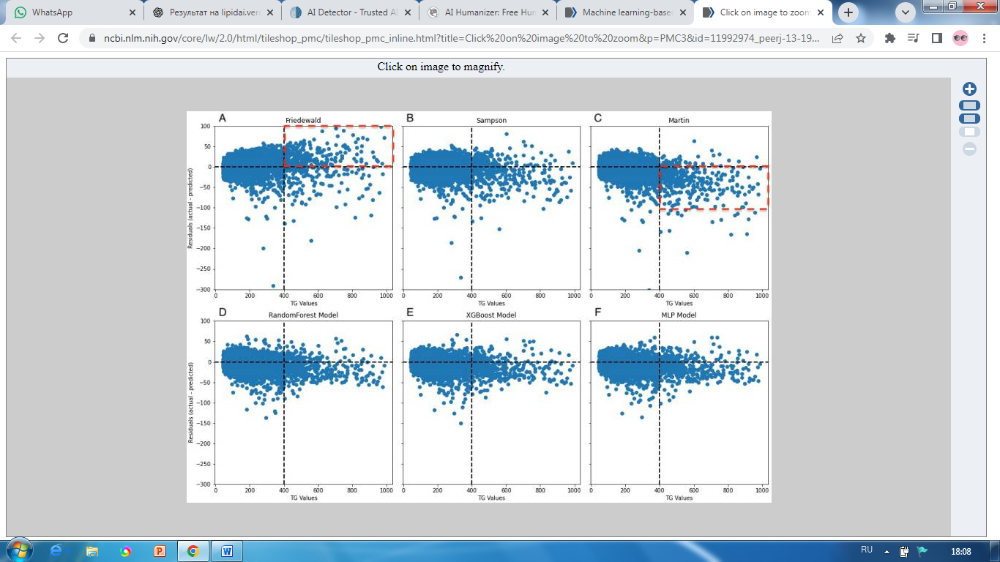 WhatsApp
Результат на lipidai.ven
AI Detector - Trusted AI
AI Humanizer: Free Hum
Machine learning-based
Click on image to zoom
ncbi.nlm.nih.gov/core/lw/2.0/html/tileshop_pmc/tileshop_pmc_inline.html?title=Click%20on%20image%20to%20zoom&p=PMC3&id=11992974_peerj-13-19...
Click on image to magnify.
A
Friedewald
B
Sampson
C
Martin
Residuals (actual - predicted)
100
50
0
−50
−100
−150
−200
−250
−300
0 200 400 600 800 1000
TG Values
0 200 400 600 800 1000
TG Values
0 200 400 600 800 1000
TG Values
D
RandomForest Model
E
XGBoost Model
F
MLP Model
Residuals (actual - predicted)
100
50
0
−50
−100
−150
−200
−250
−300
0 200 400 600 800 1000
TG Values
0 200 400 600 800 1000
TG Values
0 200 400 600 800 1000
TG Values
RU
18:08